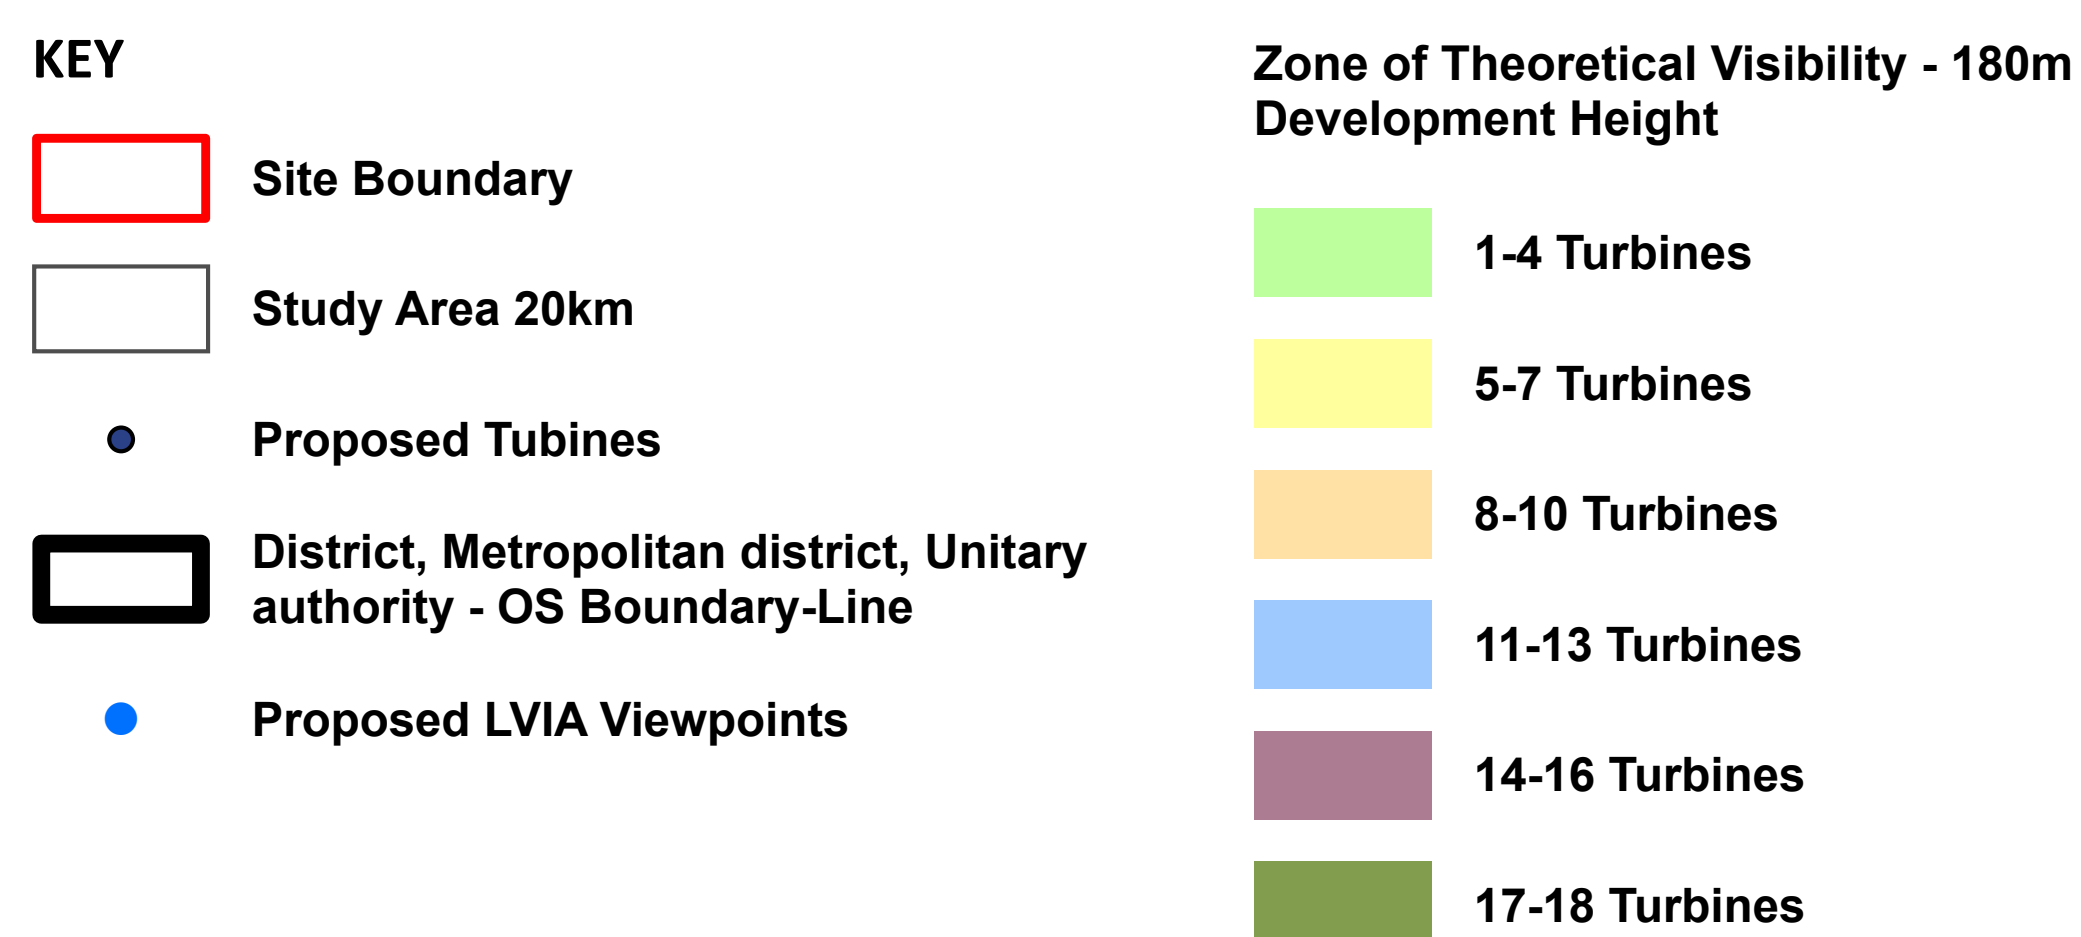 KEY
Site Boundary
Study Area 20km
Proposed Tubines
District, Metropolitan district, Unitary
authority - OS Boundary-Line
Proposed LVIA Viewpoints
Zone of Theoretical Visibility - 180m
Development Height
1-4 Turbines
5-7 Turbines
8-10 Turbines
11-13 Turbines
14-16 Turbines
17-18 Turbines